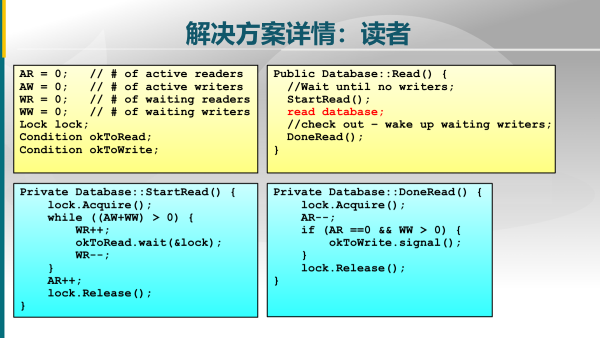 解决方案详情：读者
AR = 0;   // # of active readers
AW = 0;   // # of active writers
WR = 0;   // # of waiting readers
WW = 0;   // # of waiting writers
Lock lock;
Condition okToRead;
Condition okToWrite;
Public Database::Read() {
  //Wait until no writers;
  StartRead();
  read database;
  //check out – wake up waiting writers;
  DoneRead();
}
Private Database::StartRead() {
    lock.Acquire();
    while ((AW+WW) > 0) {
        WR++;
        okToRead.wait(&lock);
        WR--;
    }
    AR++;
    lock.Release();
}
Private Database::DoneRead() {
    lock.Acquire();
    AR--;
    if (AR ==0 && WW > 0) {
        okToWrite.signal();
    }
    lock.Release();
}